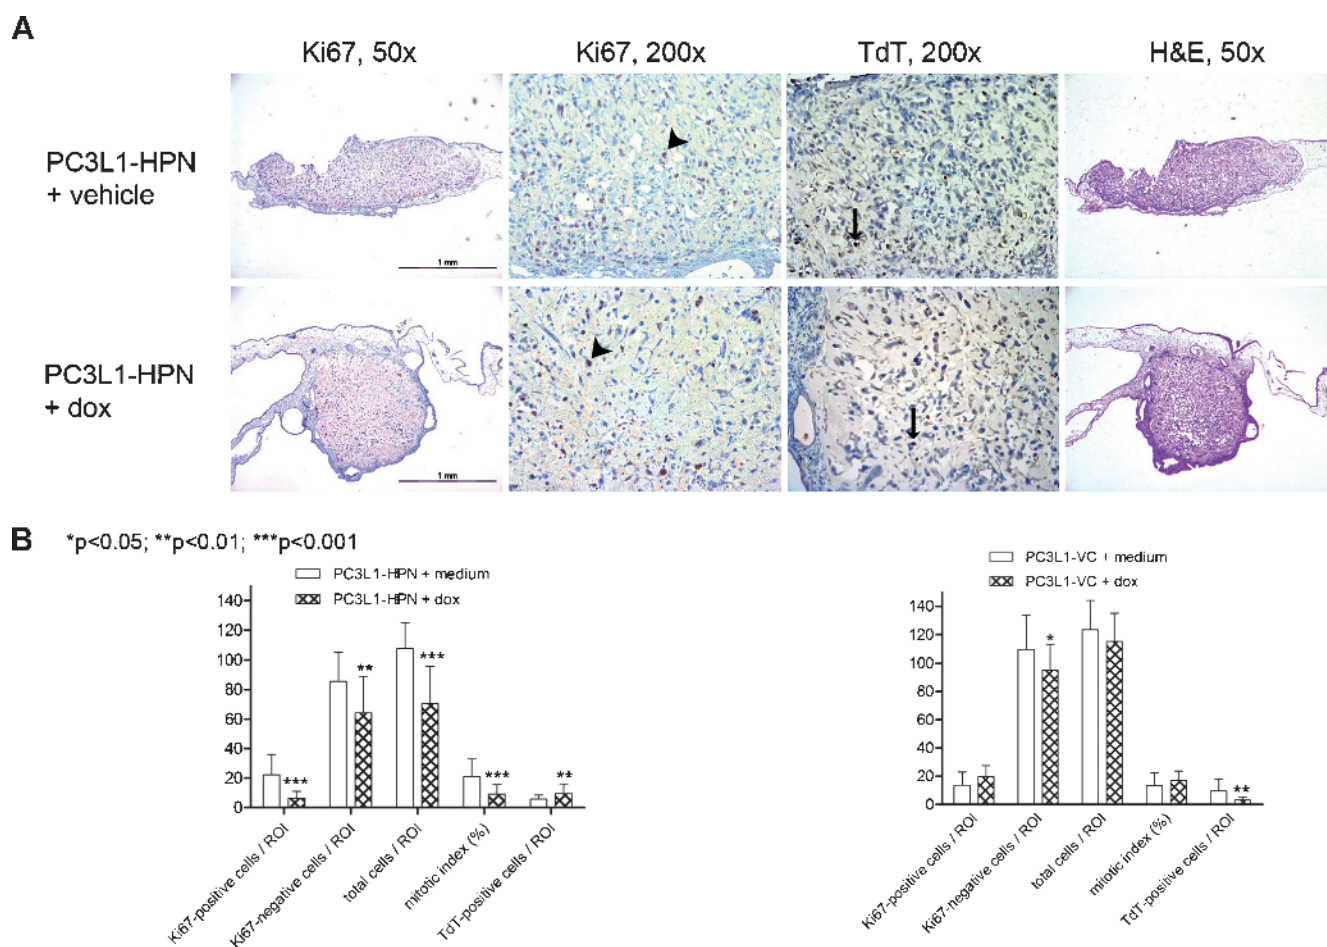 A
Ki67, 50x
Ki67, 200x
TdT, 200x
H&E, 50x
PC3L1-HPN
+ vehicle
1 mm
PC3L1-HPN
+ dox
1 mm
B
*p<0.05; **p<0.01; ***p<0.001
PC3L1-HPN + medium
PC3L1-HPN + dox
140
120
100
80
60
40
20
0
***
**
***
***
**
Ki67-positive cells / ROI
Ki67-negative cells / ROI
total cells / ROI
mitotic index (%)
TdT-positive cells / ROI
PC3L1-VC + medium
PC3L1-VC + dox
140
120
100
80
60
40
20
0
*
**
Ki67-positive cells / ROI
Ki67-negative cells / ROI
total cells / ROI
mitotic index (%)
TdT-positive cells / ROI